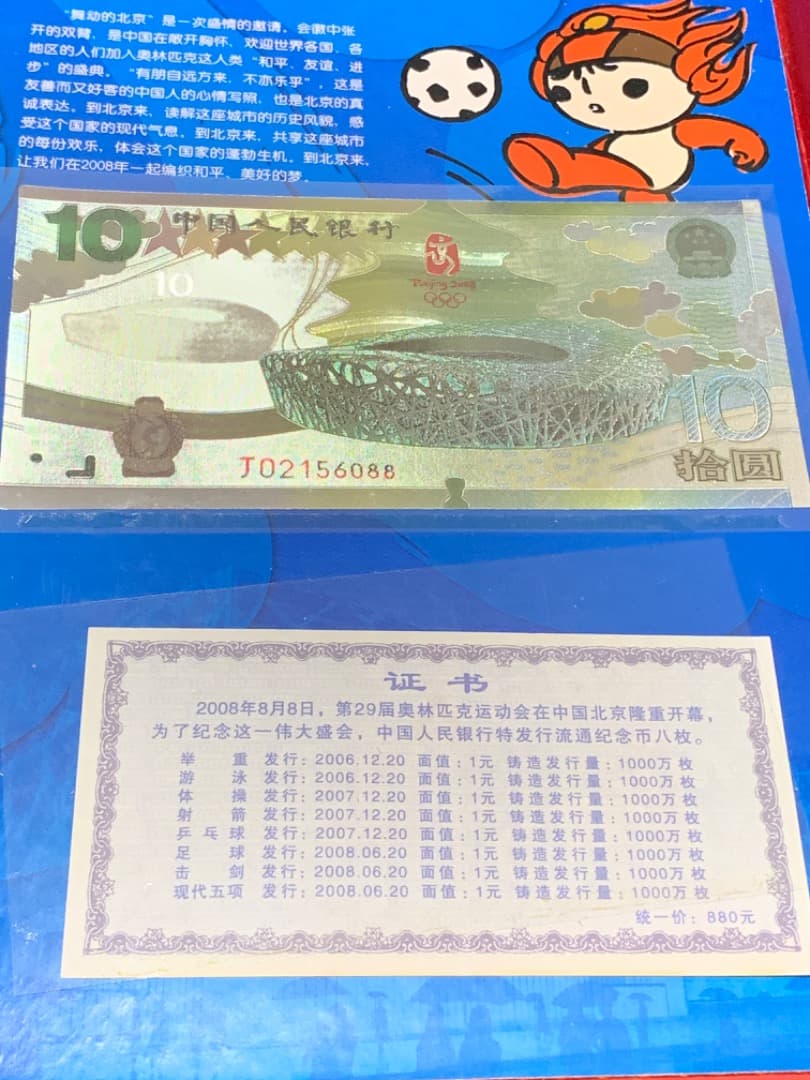 "舞动的北京"是一次盛情的邀请。会徽中张
开的双臂，是中国在敞开胸怀，欢迎世界各国、各
地区的人们加入奥林匹克这人类"和平、友谊、进
步"的盛典。"有朋自远方来，不亦乐乎"，这是
友善而又好客的中国人的心情写照，也是北京的真
诚表达。到北京来，读解这座城市的历史风貌，感
受这个国家的现代气息。到北京来，共享这座城市
的每份欢乐，体会这个国家的蓬勃生机。到北京来，
让我们在2008年一起编织和平、美好的梦。
10 中国人民银行
10
Beijing 2008
10
拾圆
J02156088
证书
2008年8月8日，第29届奥林匹克运动会在中国北京隆重开幕，
为了纪念这一伟大盛会，中国人民银行特发行流通纪念币八枚。
举重 发行：2006.12.20 面值：1元 铸造发行量：1000万枚
游泳 发行：2006.12.20 面值：1元 铸造发行量：1000万枚
体操 发行：2007.12.20 面值：1元 铸造发行量：1000万枚
射箭 发行：2007.12.20 面值：1元 铸造发行量：1000万枚
乒乓球 发行：2007.12.20 面值：1元 铸造发行量：1000万枚
足球 发行：2008.06.20 面值：1元 铸造发行量：1000万枚
击剑 发行：2008.06.20 面值：1元 铸造发行量：1000万枚
现代五项 发行：2008.06.20 面值：1元 铸造发行量：1000万枚
统一价：880元